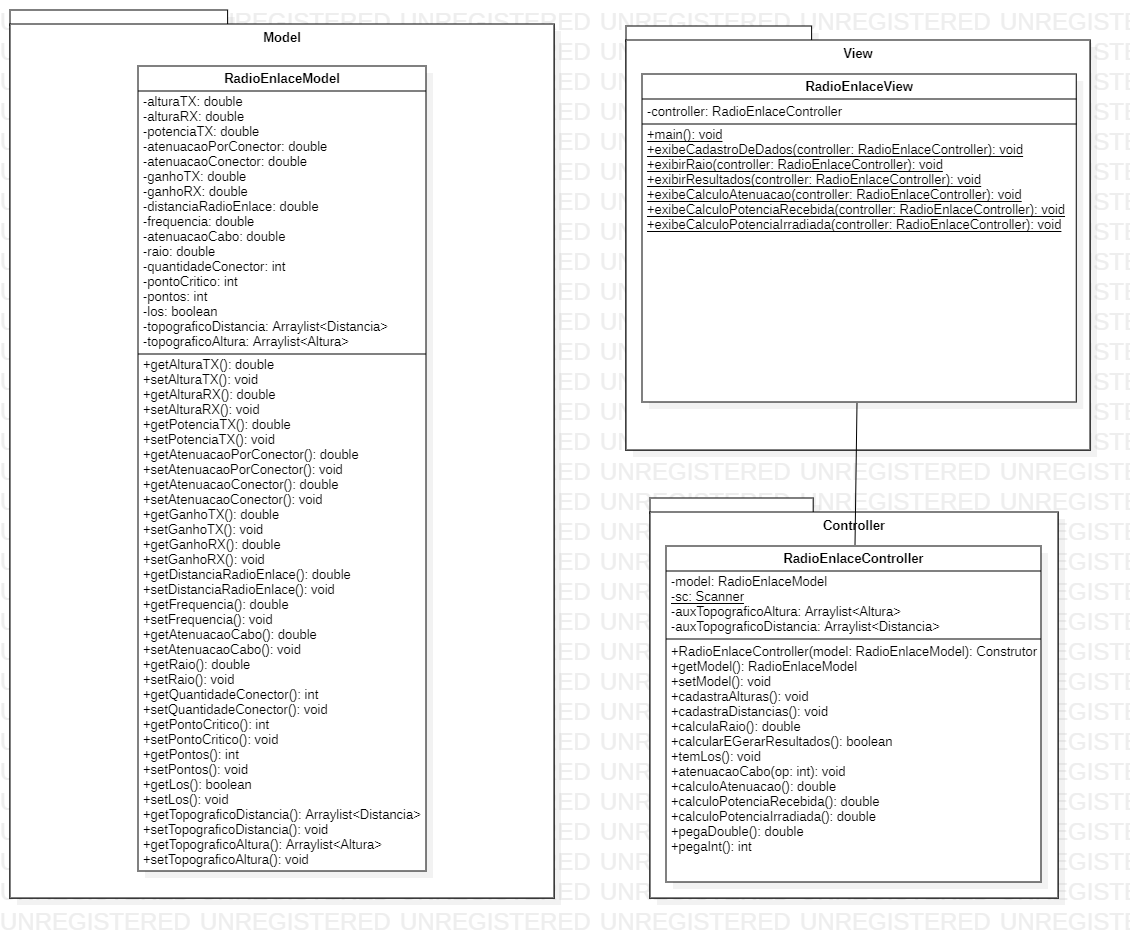 Model
RadioEnlaceModel
-alturaTX: double
-alturaRX: double
-potenciaTX: double
-atenuacaoPorConector: double
-atenuacaoConector: double
-ganhoTX: double
-ganhoRX: double
-distanciaRadioEnlace: double
-frequencia: double
-atenuacaoCabo: double
-raio: double
-quantidadeConector: int
-pontoCritico: int
-pontos: int
-los: boolean
-topograficoDistancia: Arraylist<Distancia>
-topograficoAltura: Arraylist<Altura>
+getAlturaTX(): double
+setAlturaTX(): void
+getAlturaRX(): double
+setAlturaRX(): void
+getPotenciaTX(): double
+setPotenciaTX(): void
+getAtenuacaoPorConector(): double
+setAtenuacaoPorConector(): void
+getAtenuacaoConector(): double
+setAtenuacaoConector(): void
+getGanhoTX(): double
+setGanhoTX(): void
+getGanhoRX(): double
+setGanhoRX(): void
+getDistanciaRadioEnlace(): double
+setDistanciaRadioEnlace(): void
+getFrequencia(): double
+setFrequencia(): void
+getAtenuacaoCabo(): double
+setAtenuacaoCabo(): void
+getRaio(): double
+setRaio(): void
+getQuantidadeConector(): int
+setQuantidadeConector(): void
+getPontoCritico(): int
+setPontoCritico(): void
+getPontos(): int
+setPontos(): void
+getLos(): boolean
+setLos(): void
+getTopograficoDistancia(): Arraylist<Distancia>
+setTopograficoDistancia(): void
+getTopograficoAltura(): Arraylist<Altura>
+setTopograficoAltura(): void
View
RadioEnlaceView
-controller: RadioEnlaceController
+main(): void
+exibeCadastroDeDados(controller: RadioEnlaceController): void
+exibirRaio(controller: RadioEnlaceController): void
+exibirResultados(controller: RadioEnlaceController): void
+exibeCalculoAtenuacao(controller: RadioEnlaceController): void
+exibeCalculoPotenciaRecebida(controller: RadioEnlaceController): void
+exibeCalculoPotenciaIrradiada(controller: RadioEnlaceController): void
Controller
RadioEnlaceController
-model: RadioEnlaceModel
-sc: Scanner
-auxTopograficoAltura: Arraylist<Altura>
-auxTopograficoDistancia: Arraylist<Distancia>
+RadioEnlaceController(model: RadioEnlaceModel): Construtor
+getModel(): RadioEnlaceModel
+setModel(): void
+cadastraAlturas(): void
+cadastraDistancias(): void
+calculaRaio(): double
+calcularEGerarResultados(): boolean
+temLos(): void
+atenuacaoCabo(op: int): void
+calculoAtenuacao(): double
+calculoPotenciaRecebida(): double
+calculoPotenciaIrradiada(): double
+pegaDouble(): double
+pegaInt(): int
UNREGISTERED UNREGISTERED UNREGISTERED UNREGISTERED UNREGISTERED